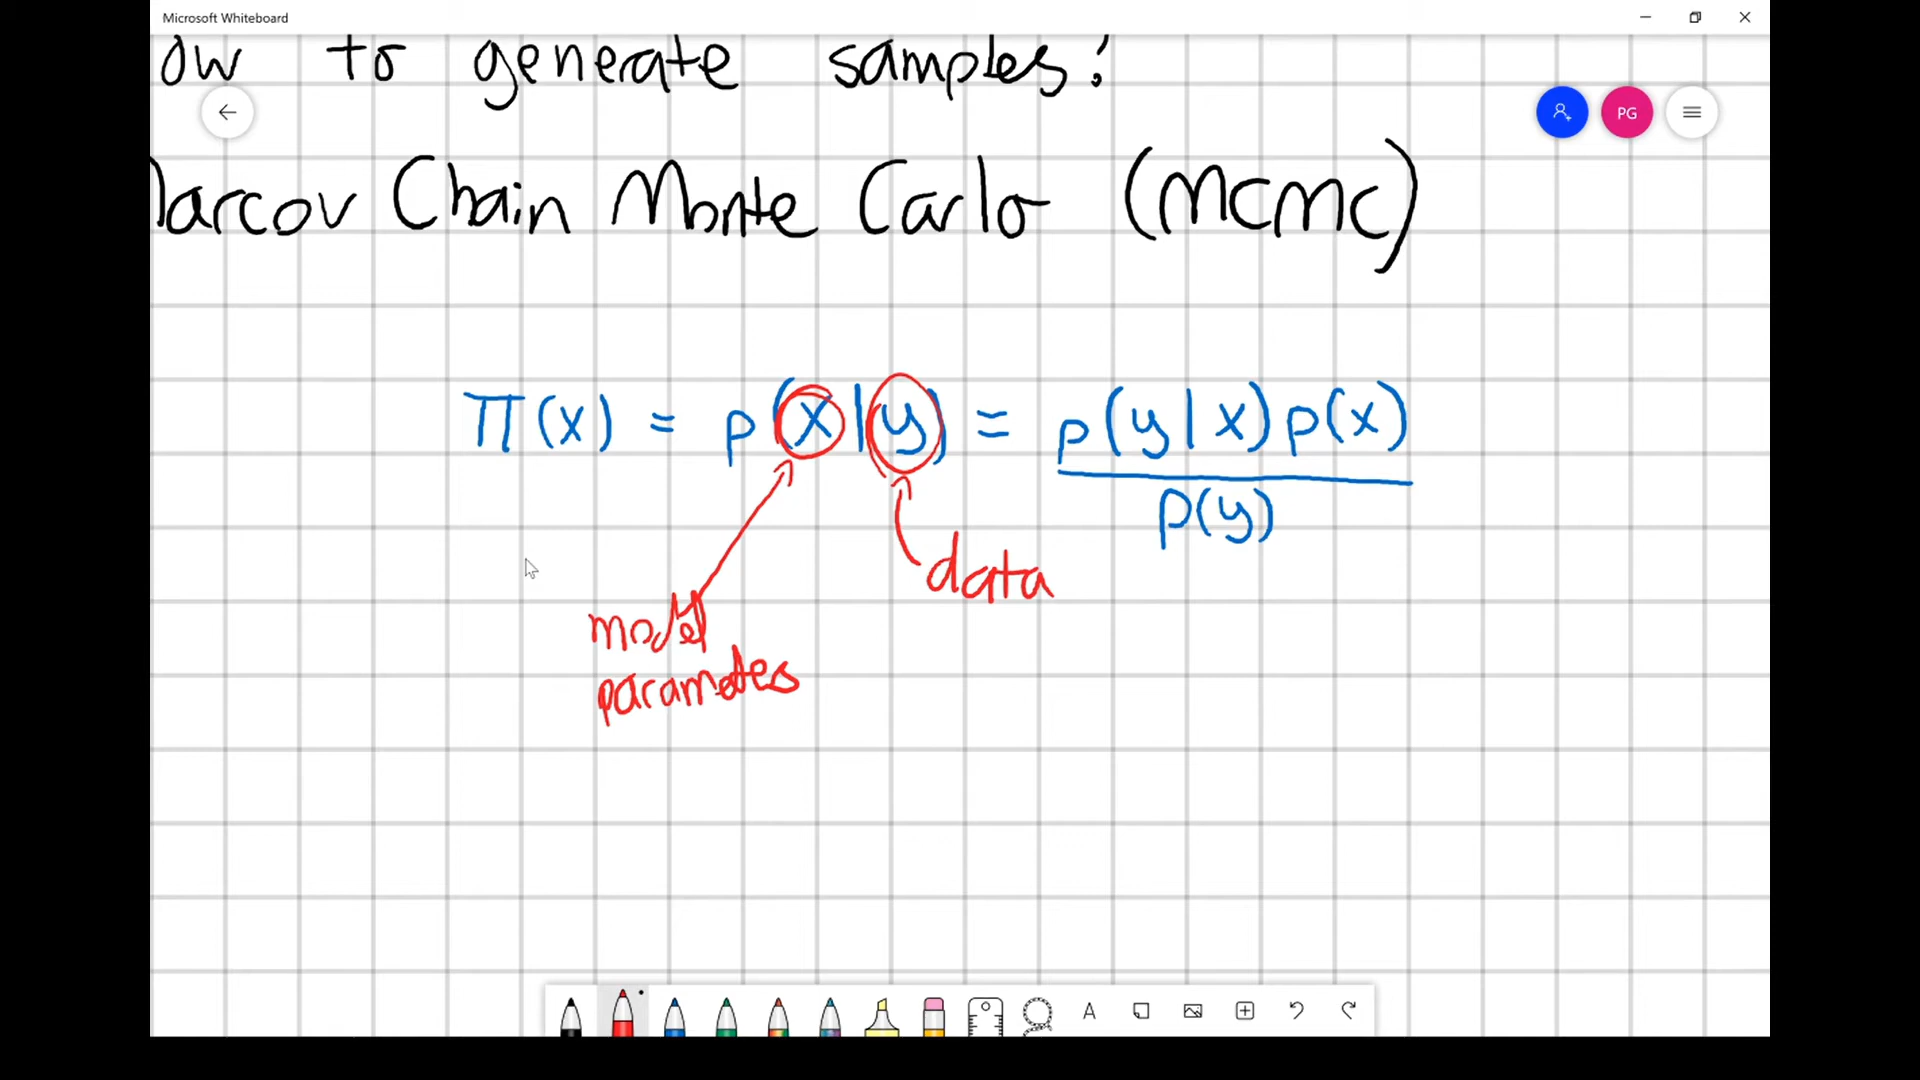 Microsoft Whiteboard
ow to generate samples?
PG
arcov Chain Monte Carlo (MCMC)
π(x) = p(x|y) = p(y|x)p(x)
p(y)
data
model
parameters
A